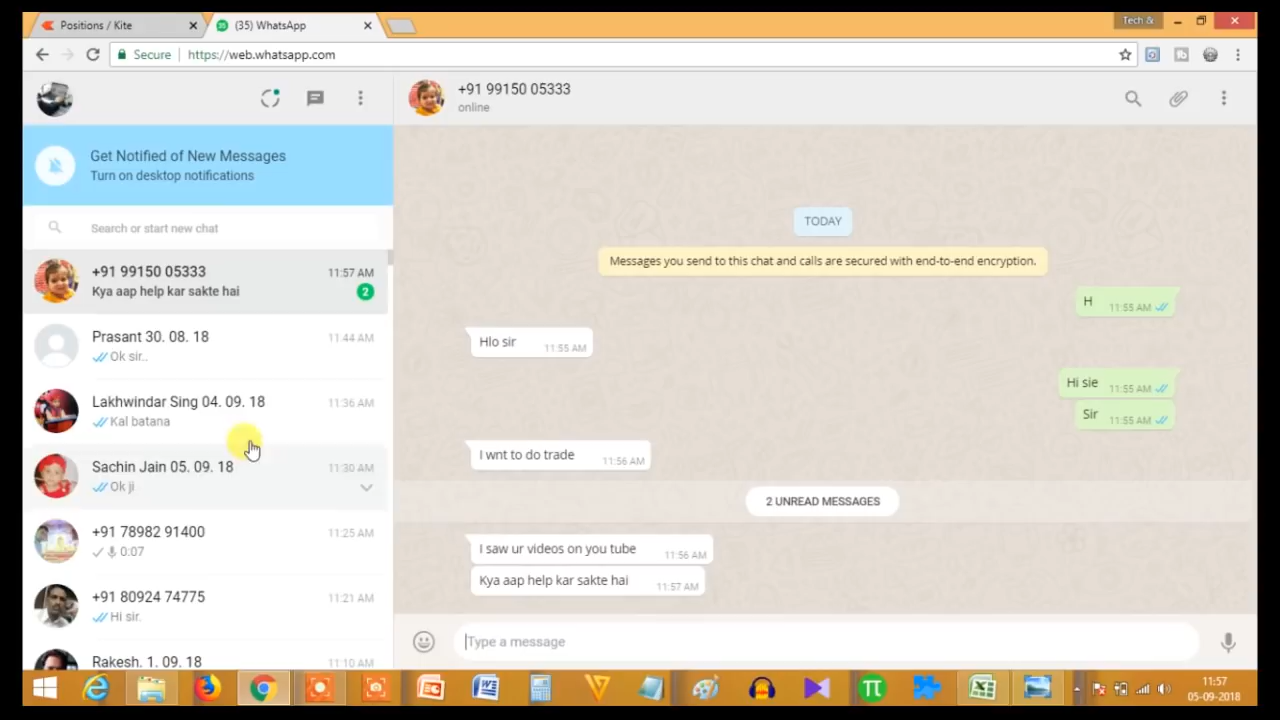 Positions / Kite
(35) WhatsApp
Tech &
Secure
https://web.whatsapp.com
+91 99150 05333
online
Get Notified of New Messages
Turn on desktop notifications
Search or start new chat
+91 99150 05333
11:57 AM
Kya aap help kar sakte hai
2
Prasant 30. 08. 18
11:44 AM
Ok sir..
Lakhwindar Sing 04. 09. 18
11:36 AM
Kal batana
Sachin Jain 05. 09. 18
11:30 AM
Ok ji
+91 78982 91400
11:25 AM
0:07
+91 80924 74775
11:21 AM
Hi sir.
Rakesh. 1. 09. 18
11:10 AM
TODAY
Messages you send to this chat and calls are secured with end-to-end encryption.
H 11:55 AM
Hlo sir 11:55 AM
Hi sie 11:55 AM
Sir 11:55 AM
I wnt to do trade 11:56 AM
2 UNREAD MESSAGES
I saw ur videos on you tube 11:56 AM
Kya aap help kar sakte hai 11:57 AM
Type a message
11:57
05-09-2018